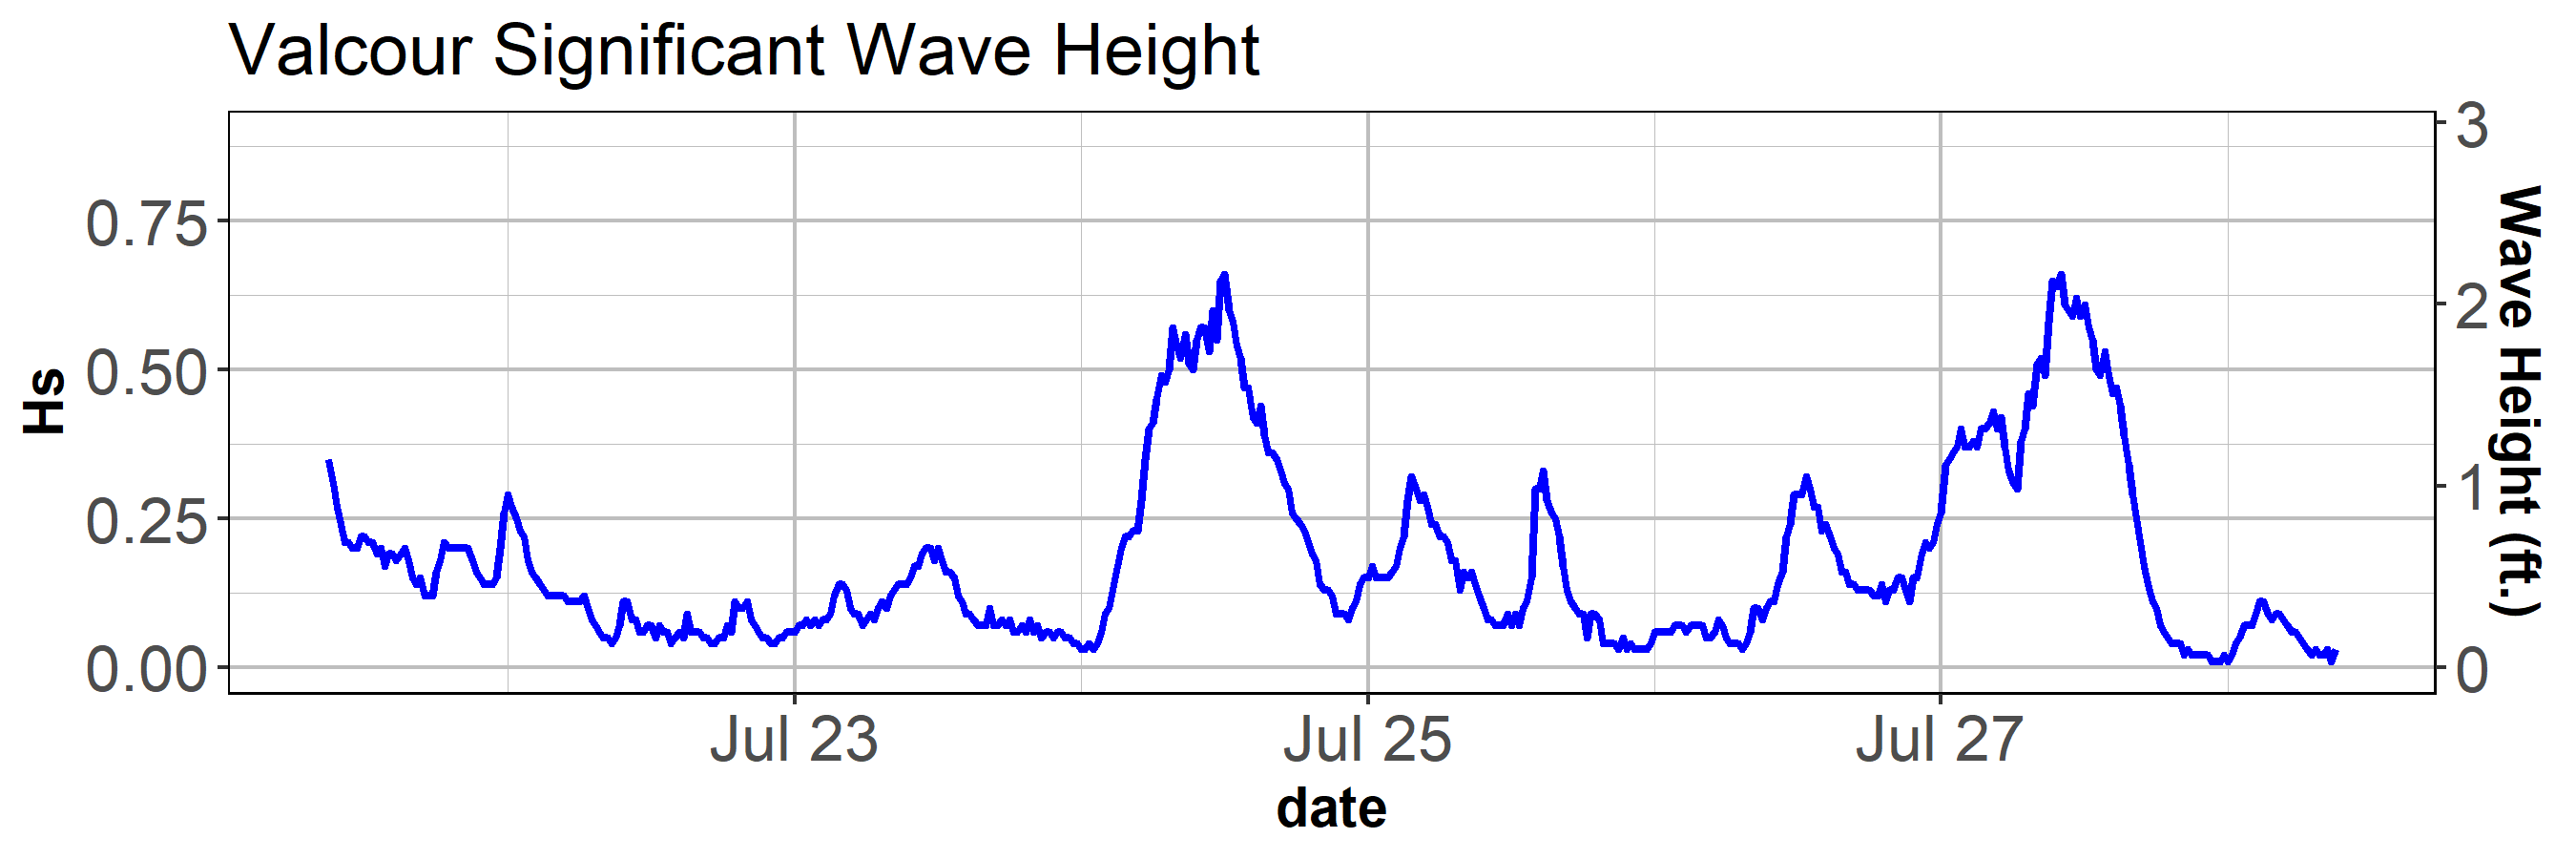 Valcour Significant Wave Height
3
0.75
2
0.50
1
0.25
0.00
0
Hs
Wave Height (ft.)
Jul 23
Jul 25
Jul 27
date